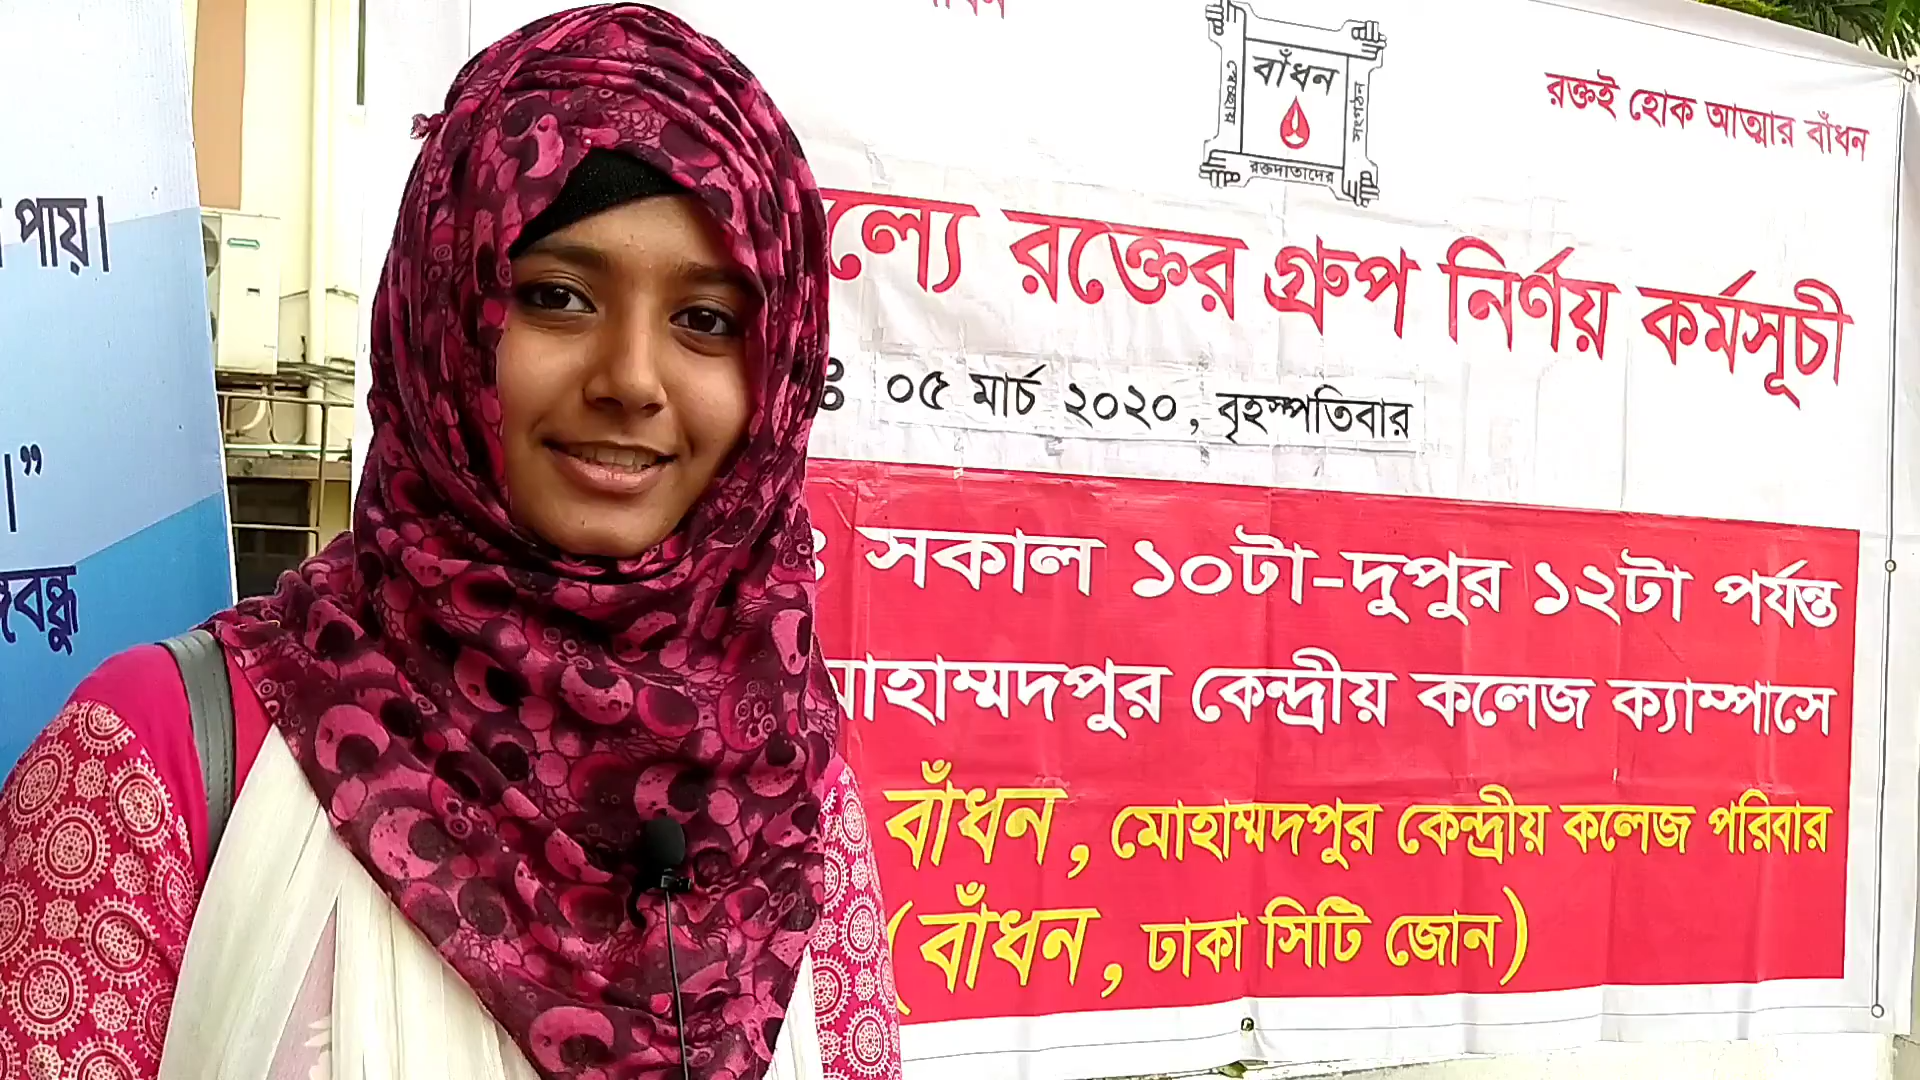 পায়।
।”
বাঁধন
স্বেচ্ছায়
সংগঠন
রক্তদাতাদের
রক্তই হোক আত্মার বাঁধন
ল্যে রক্তের গ্রুপ নির্ণয় কর্মসূচী
ঃ ০৫ মার্চ ২০২০, বৃহস্পতিবার
ঃ সকাল ১০টা-দুপুর ১২টা পর্যন্ত
মোহাম্মদপুর কেন্দ্রীয় কলেজ ক্যাম্পাসে
বাঁধন, মোহাম্মদপুর কেন্দ্রীয় কলেজ পরিবার
(বাঁধন, ঢাকা সিটি জোন)